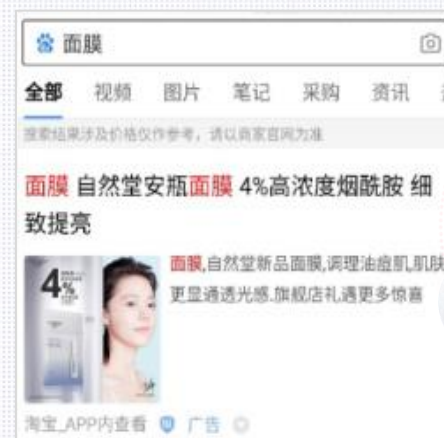 面膜
全部 视频 图片 笔记 采购 资讯
搜索结果涉及价格仅作参考，请以商家官网为准
面膜 自然堂安瓶面膜 4%高浓度烟酰胺 细
致提亮
面膜,自然堂新品面膜,调理油痘肌,肌肤
更显通透光感.旗舰店礼遇更多惊喜
4%
淘宝_APP内查看 广告